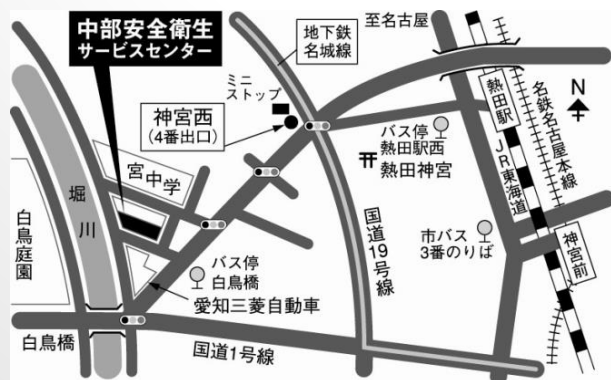 中部安全衛生
サービスセンター
地下鉄
名城線
至名古屋
ミニ
ストップ
神宮西
(4番出口)
熱田駅
名鉄名古屋本線
N
バス停
熱田駅西
熱田神宮
JR東海道
宮中学
堀川
白鳥庭園
国道19号線
市バス
3番のりば
神宮前
バス停
白鳥橋
愛知三菱自動車
白鳥橋
国道1号線